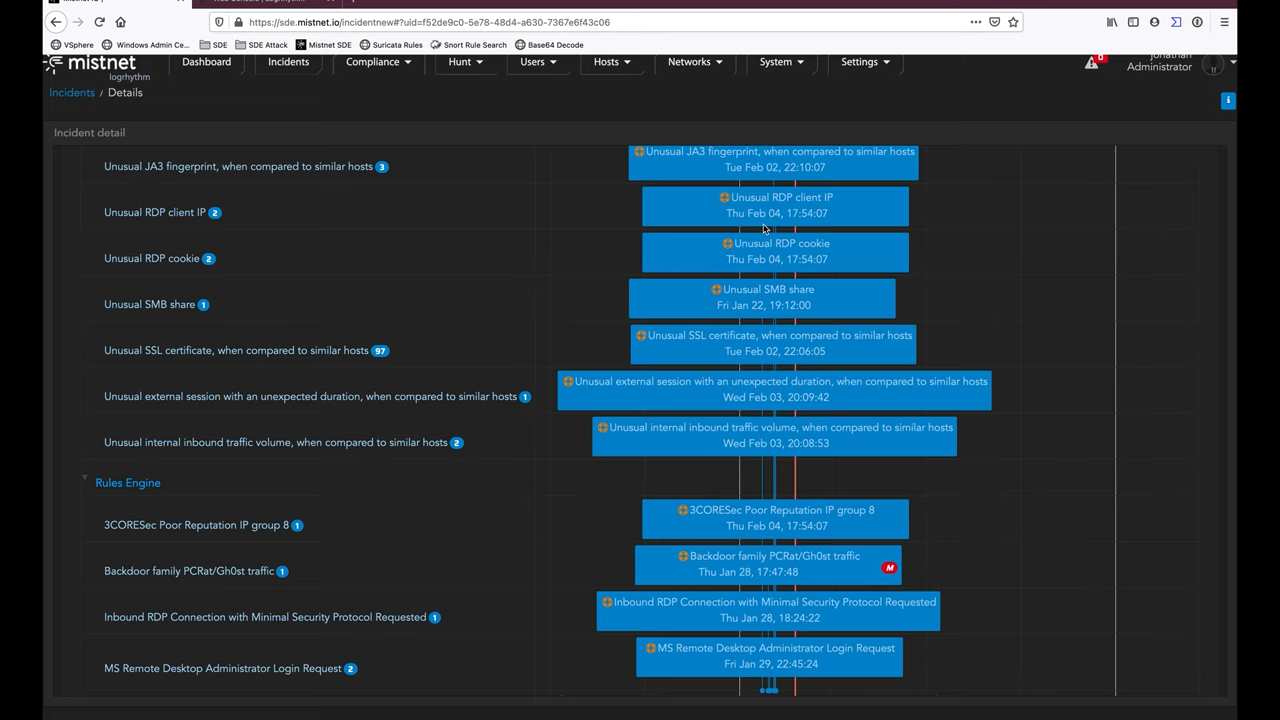 https://sde.mistnet.io/incidentnew#?uid=f52de9c0-5e78-48d4-a630-7367e6f43c06
VSphere Windows Admin Ce... SDE SDE Attack Mistnet SDE Suricata Rules Snort Rule Search Base64 Decode
mistnet
logrhythm
Dashboard Incidents Compliance Hunt Users Hosts Networks System Settings
0
jonathan
Administrator
Incidents / Details
i
Incident detail
Unusual JA3 fingerprint, when compared to similar hosts 3
Unusual JA3 fingerprint, when compared to similar hosts
Tue Feb 02, 22:10:07
Unusual RDP client IP 2
Unusual RDP client IP
Thu Feb 04, 17:54:07
Unusual RDP cookie 2
Unusual RDP cookie
Thu Feb 04, 17:54:07
Unusual SMB share 1
Unusual SMB share
Fri Jan 22, 19:12:00
Unusual SSL certificate, when compared to similar hosts 97
Unusual SSL certificate, when compared to similar hosts
Tue Feb 02, 22:06:05
Unusual external session with an unexpected duration, when compared to similar hosts 1
Unusual external session with an unexpected duration, when compared to similar hosts
Wed Feb 03, 20:09:42
Unusual internal inbound traffic volume, when compared to similar hosts 2
Unusual internal inbound traffic volume, when compared to similar hosts
Wed Feb 03, 20:08:53
Rules Engine
3CORESec Poor Reputation IP group 8 1
3CORESec Poor Reputation IP group 8
Thu Feb 04, 17:54:07
Backdoor family PCRat/Gh0st traffic 1
Backdoor family PCRat/Gh0st traffic
Thu Jan 28, 17:47:48
M
Inbound RDP Connection with Minimal Security Protocol Requested 1
Inbound RDP Connection with Minimal Security Protocol Requested
Thu Jan 28, 18:24:22
MS Remote Desktop Administrator Login Request 2
MS Remote Desktop Administrator Login Request
Fri Jan 29, 22:45:24